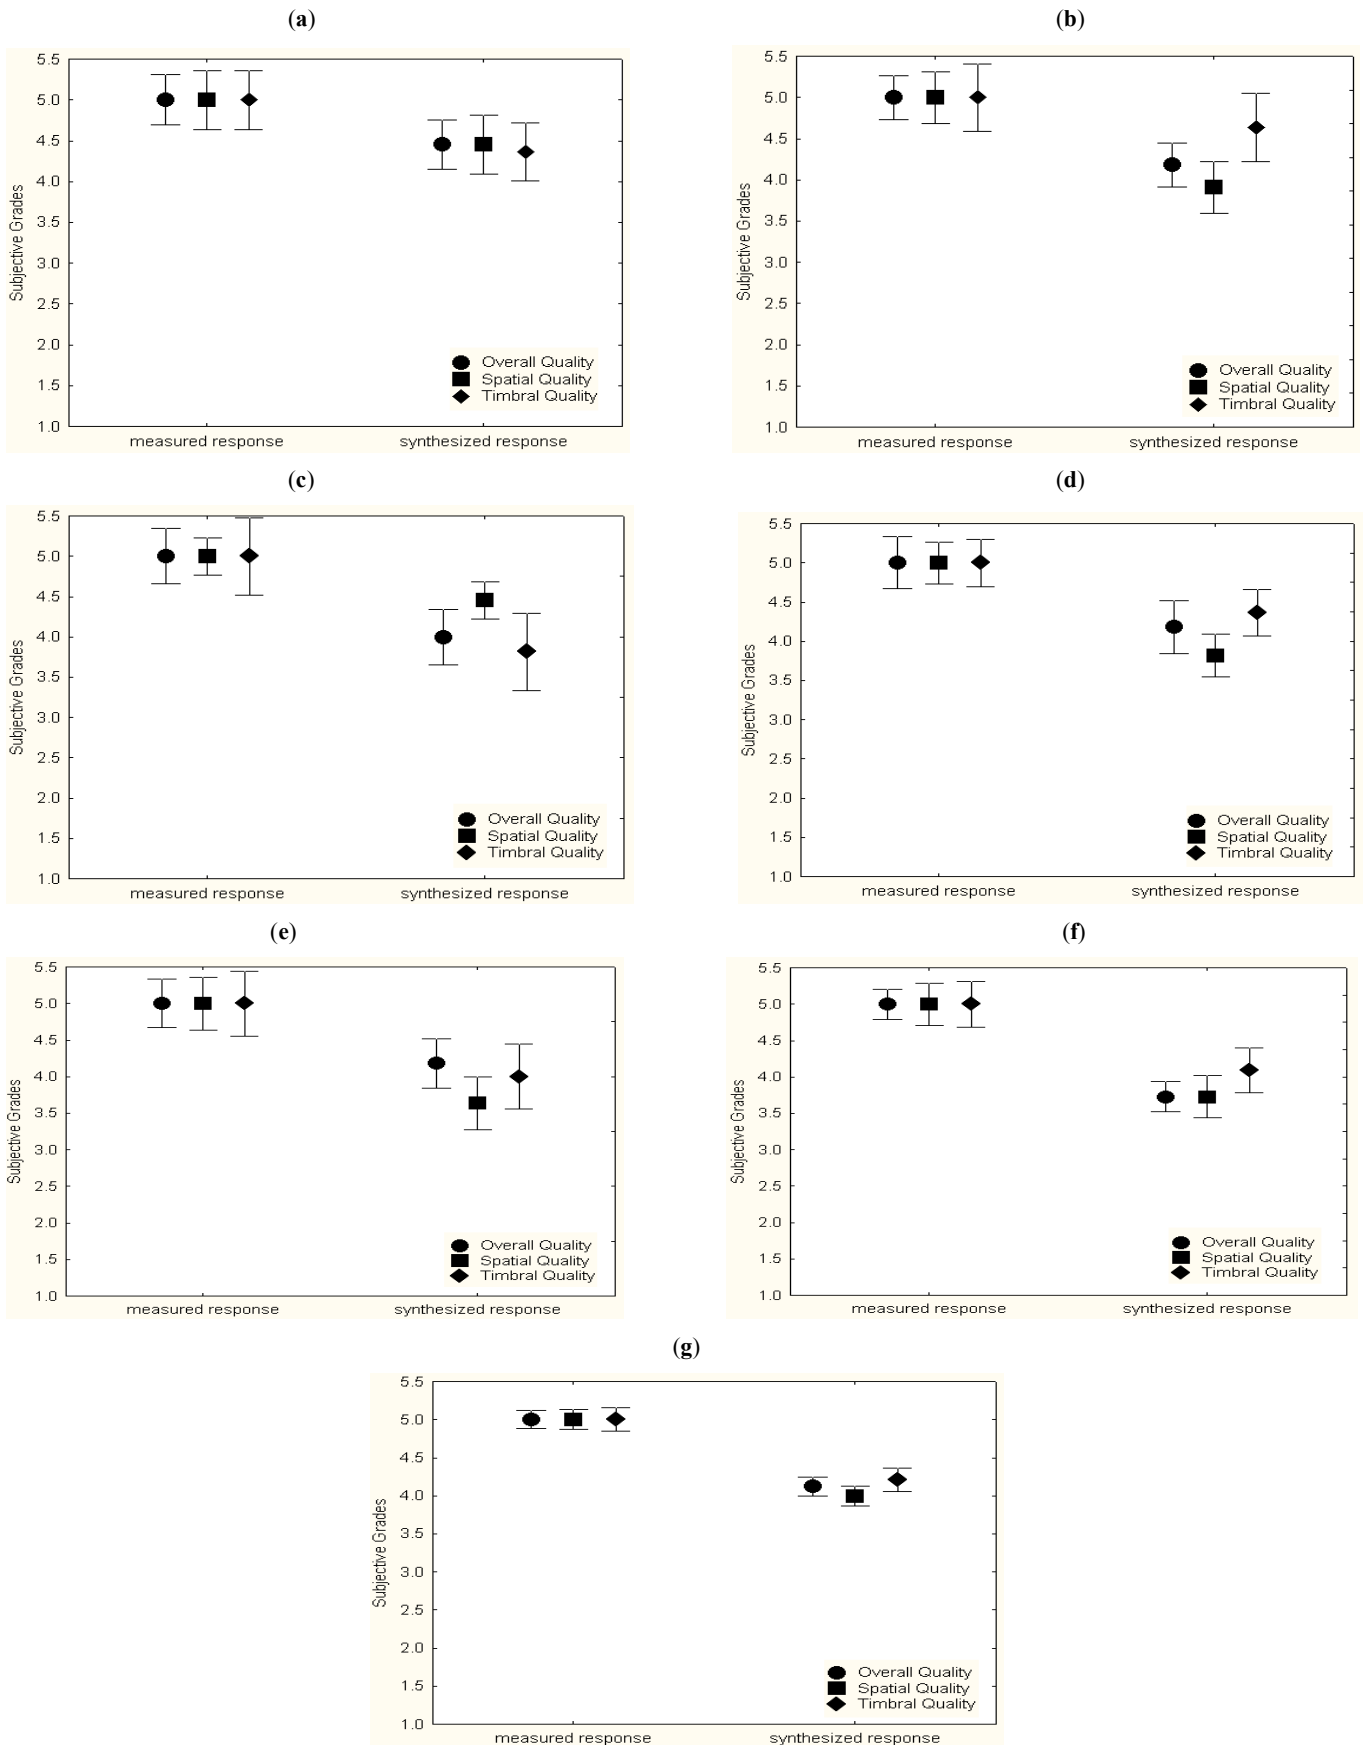 (a)
5.5
5.0
4.5
4.0
3.5
3.0
2.5
2.0
1.5
1.0
Subjective Grades
Overall Quality
Spatial Quality
Timbral Quality
measured response synthesized response
(b)
5.5
5.0
4.5
4.0
3.5
3.0
2.5
2.0
1.5
1.0
Subjective Grades
Overall Quality
Spatial Quality
Timbral Quality
measured response synthesized response
(c)
5.5
5.0
4.5
4.0
3.5
3.0
2.5
2.0
1.5
1.0
Subjective Grades
Overall Quality
Spatial Quality
Timbral Quality
measured response synthesized response
(d)
5.5
5.0
4.5
4.0
3.5
3.0
2.5
2.0
1.5
1.0
Subjective Grades
Overall Quality
Spatial Quality
Timbral Quality
measured response synthesized response
(e)
5.5
5.0
4.5
4.0
3.5
3.0
2.5
2.0
1.5
1.0
Subjective Grades
Overall Quality
Spatial Quality
Timbral Quality
measured response synthesized response
(f)
5.5
5.0
4.5
4.0
3.5
3.0
2.5
2.0
1.5
1.0
Subjective Grades
Overall Quality
Spatial Quality
Timbral Quality
measured response synthesized response
(g)
5.5
5.0
4.5
4.0
3.5
3.0
2.5
2.0
1.5
1.0
Subjective Grades
Overall Quality
Spatial Quality
Timbral Quality
measured response synthesized response